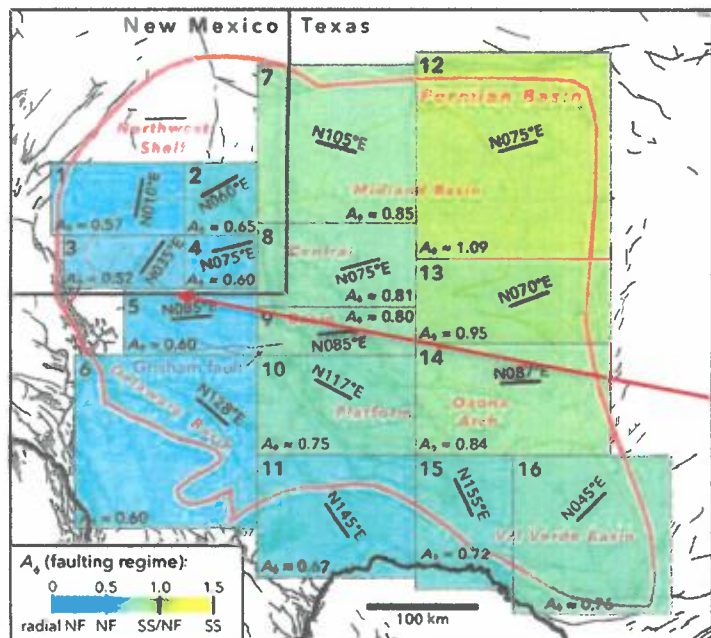 New Mexico Texas
7
12
Permian Basin
Northwest
Shelf
N105°E
N075°E
Midland Basin
1
N010°E
2
N060°E
Aϕ ≈ 0.57
Aϕ ≈ 0.65
Aϕ ≈ 0.85
3
N035°E
4
N075°E
8
Central
Aϕ ≈ 1.09
Aϕ ≈ 0.52
Aϕ ≈ 0.60
N075°E
Aϕ ≈ 0.81
13
N070°E
5
N085°E
9
Aϕ ≈ 0.80
Aϕ ≈ 0.60
N085°E
Aϕ ≈ 0.95
6
Grisham fault
10
14
N087°E
Delaware Basin
N128°E
N117°E
Platform
Ozona
Arch
Aϕ ≈ 0.75
Aϕ ≈ 0.84
11
15
16
N145°E
N155°E
N045°E
Aϕ ≈ 0.60
Val Verde Basin
Aϕ ≈ 0.72
Aϕ ≈ 0.67
Aϕ ≈ 0.76
Aϕ (faulting regime):
0 0.5 1.0 1.5
radial NF NF SS/NF SS
100 km